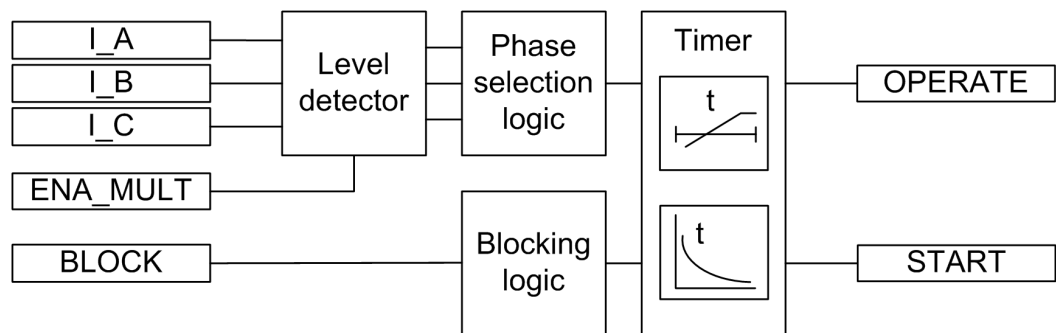 I_A
I_B
I_C
ENA_MULT
BLOCK
Level
detector
Phase
selection
logic
Blocking
logic
Timer
t
t
OPERATE
START